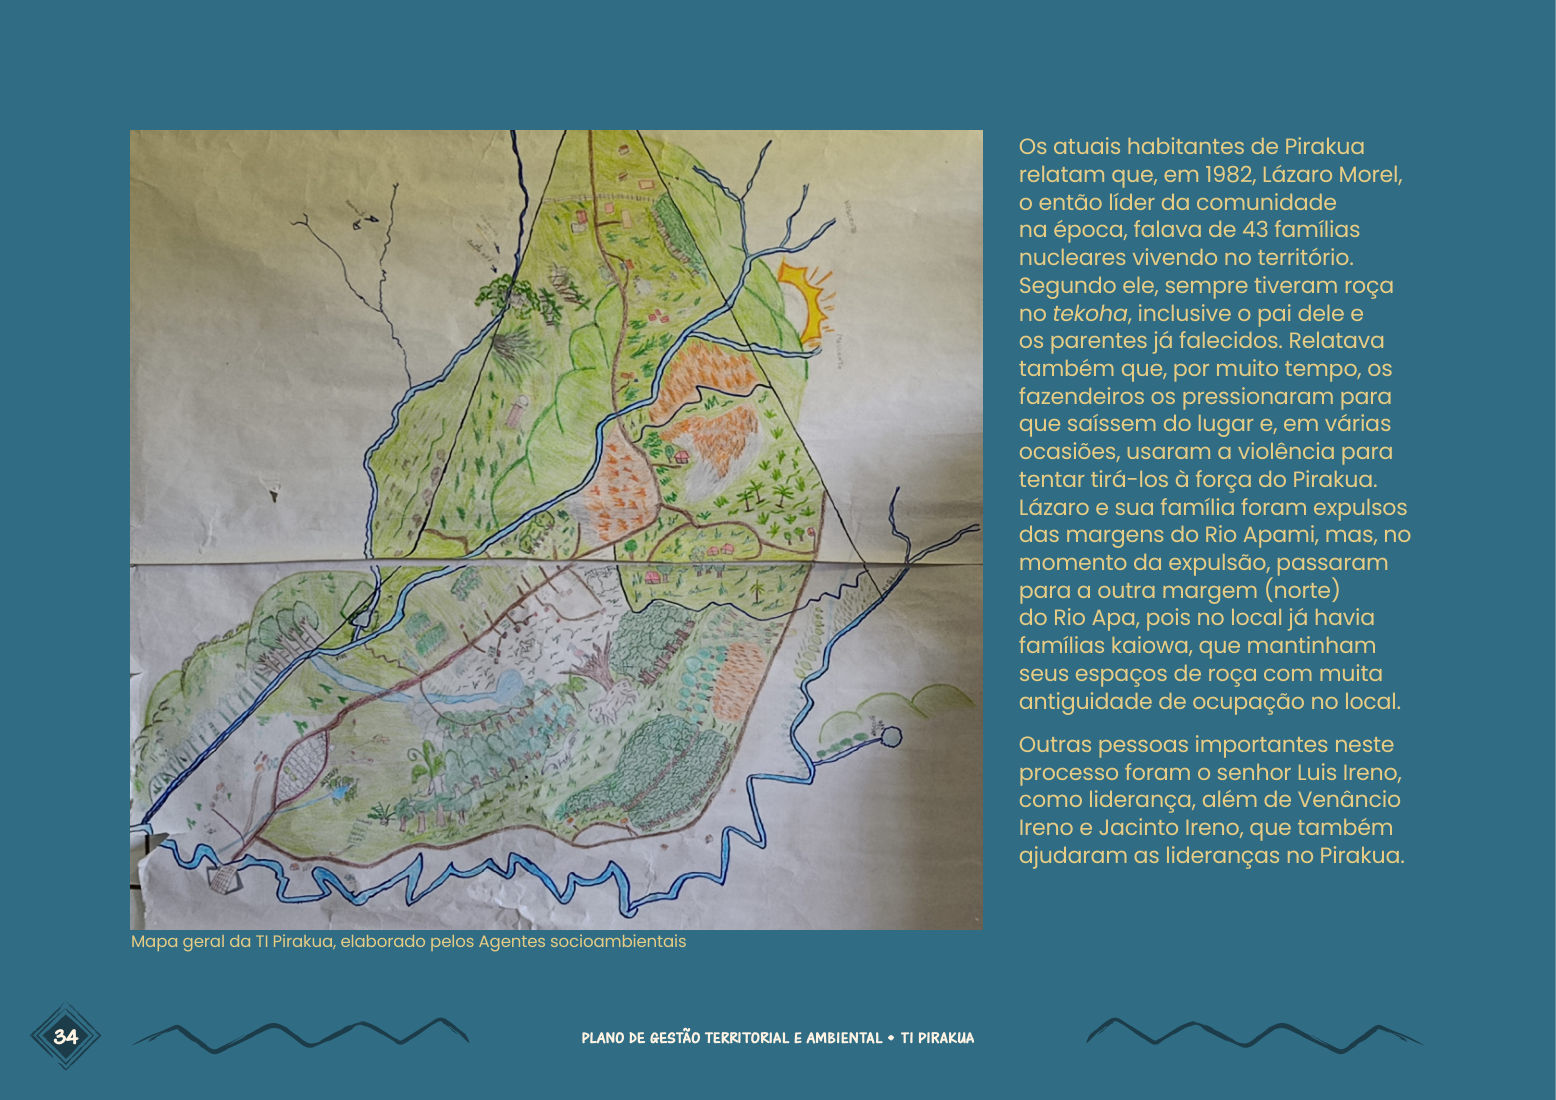 Os atuais habitantes de Pirakua
relatam que, em 1982, Lázaro Morel,
o então líder da comunidade
na época, falava de 43 famílias
nucleares vivendo no território.
Segundo ele, sempre tiveram roça
no tekoha, inclusive o pai dele e
os parentes já falecidos. Relatava
também que, por muito tempo, os
fazendeiros os pressionaram para
que saíssem do lugar e, em várias
ocasiões, usaram a violência para
tentar tirá-los à força do Pirakua.
Lázaro e sua família foram expulsos
das margens do Rio Apami, mas, no
momento da expulsão, passaram
para a outra margem (norte)
do Rio Apa, pois no local já havia
famílias kaiowa, que mantinham
seus espaços de roça com muita
antiguidade de ocupação no local.
Outras pessoas importantes neste
processo foram o senhor Luis Ireno,
como liderança, além de Venâncio
Ireno e Jacinto Ireno, que também
ajudaram as lideranças no Pirakua.
Mapa geral da TI Pirakua, elaborado pelos Agentes socioambientais
34
PLANO DE GESTÃO TERRITORIAL E AMBIENTAL • TI PIRAKUA